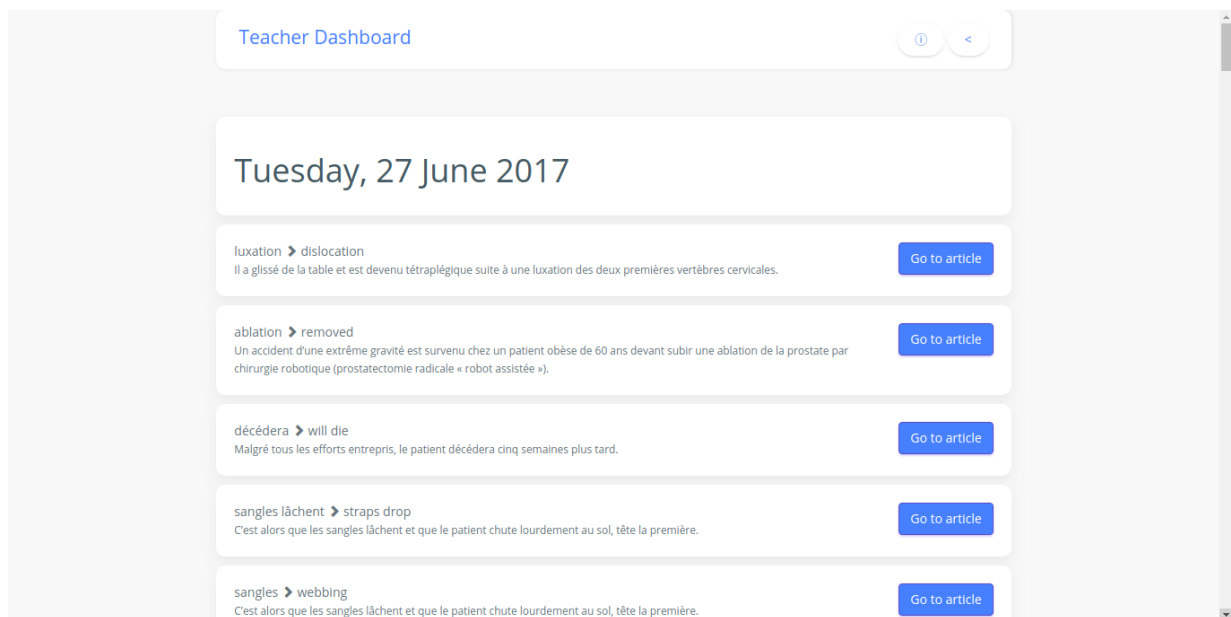 Teacher Dashboard
<
Tuesday, 27 June 2017
luxation > dislocation
Il a glissé de la table et est devenu tétraplégique suite à une luxation des deux premières vertèbres cervicales.
Go to article
ablation > removed
Un accident d'une extrême gravité est survenu chez un patient obèse de 60 ans devant subir une ablation de la prostate par
chirurgie robotique (prostatectomie radicale « robot assistée »).
Go to article
décédera > will die
Malgré tous les efforts entrepris, le patient décédera cinq semaines plus tard.
Go to article
sangles lâchent > straps drop
C'est alors que les sangles lâchent et que le patient chute lourdement au sol, tête la première.
Go to article
sangles > webbing
C'est alors que les sangles lâchent et que le patient chute lourdement au sol, tête la première.
Go to article